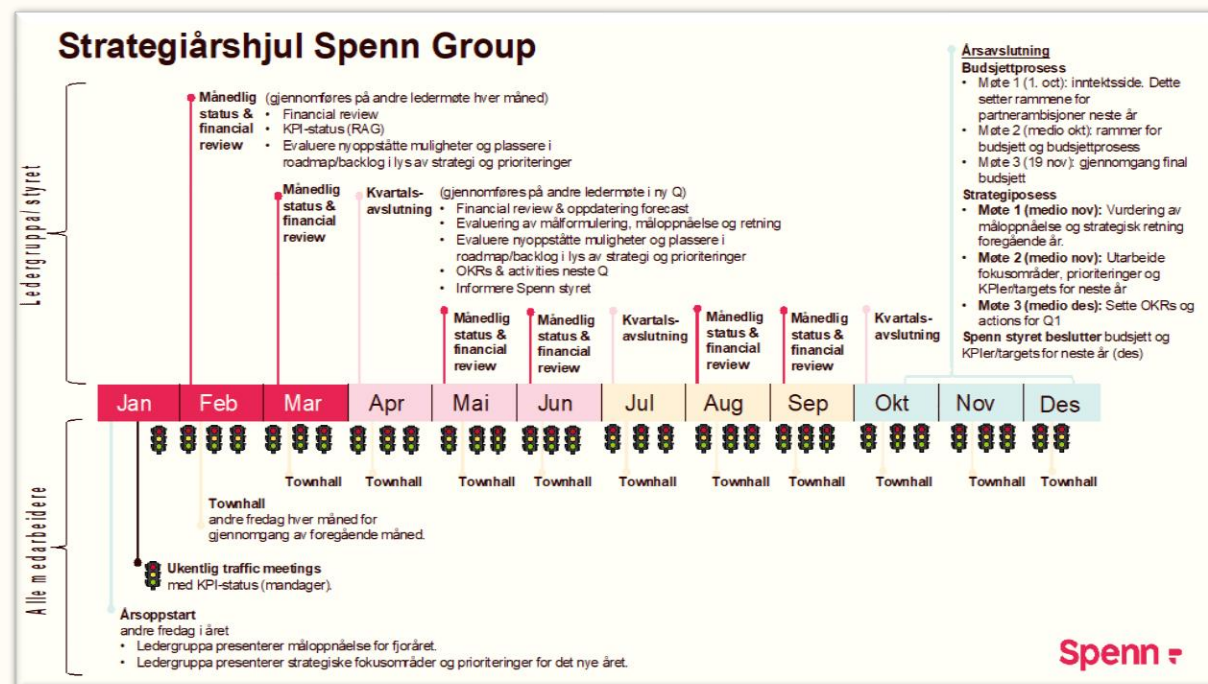 Strategiårshjul Spenn Group
Ledergruppa/ styret
Månedlig status & financial review
(gjennomføres på andre ledermøte hver måned)
• Financial review
• KPI-status (RAG)
• Evaluere nyoppståtte muligheter og plassere i
roadmap/backlog i lys av strategi og prioriteringer
Månedlig
status &
financial
review
Kvartals-
avslutning
(gjennomføres på andre ledermøte i ny Q)
• Financial review & oppdatering forecast
• Evaluering av målformulering, måloppnåelse og retning
• Evaluere nyoppståtte muligheter og plassere i
roadmap/backlog i lys av strategi og prioriteringer
• OKRs & activities neste Q
• Informere Spenn styret
Månedlig
status &
financial
review
Månedlig
status &
financial
review
Kvartals-
avslutning
Månedlig
status &
financial
review
Månedlig
status &
financial
review
Kvartals-
avslutning
Årsavslutning
Budsjettprosess
• Møte 1 (1. oct): inntektsside. Dette
setter rammene for
partnerambisjoner neste år
• Møte 2 (medio okt): rammer for
budsjett og budsjettprosess
• Møte 3 (19 nov): gjennomgang final
budsjett
Strategiposess
• Møte 1 (medio nov): Vurdering av
måloppnåelse og strategisk retning
foregående år.
• Møte 2 (medio nov): Utarbeide
fokusområder, prioriteringer og
KPIer/targets for neste år
• Møte 3 (medio des): Sette OKRs og
actions for Q1
Spenn styret beslutter budsjett og
KPIer/targets for neste år (des)
Jan Feb Mar Apr Mai Jun Jul Aug Sep Okt Nov Des
Alle medarbeidere
Townhall Townhall Townhall Townhall Townhall Townhall Townhall Townhall Townhall Townhall
Townhall
andre fredag hver måned for
gjennomgang av foregående måned.
Ukentlig traffic meetings
med KPI-status (mandager).
Årsoppstart
andre fredag i året
• Ledergruppa presenterer måloppnåelse for fjoråret.
• Ledergruppa presenterer strategiske fokusområder og prioriteringer for det nye året.
Spenn